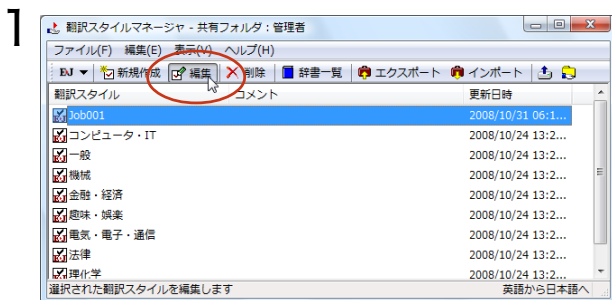 1
翻訳スタイルマネージャ - 共有フォルダ：管理者
ファイル(F) 編集(E) 表示(V) ヘルプ(H)
EJ 新規作成 編集 削除 辞書一覧 エクスポート インポート
翻訳スタイル コメント 更新日時
Job001 2008/10/31 06:1...
コンピュータ・IT 2008/10/24 13:2...
一般 2008/10/24 13:2...
機械 2008/10/24 13:2...
金融・経済 2008/10/24 13:2...
趣味・娯楽 2008/10/24 13:2...
電気・電子・通信 2008/10/24 13:2...
法律 2008/10/24 13:2...
理化学 2008/10/24 13:2...
選択された翻訳スタイルを編集します 英語から日本語へ